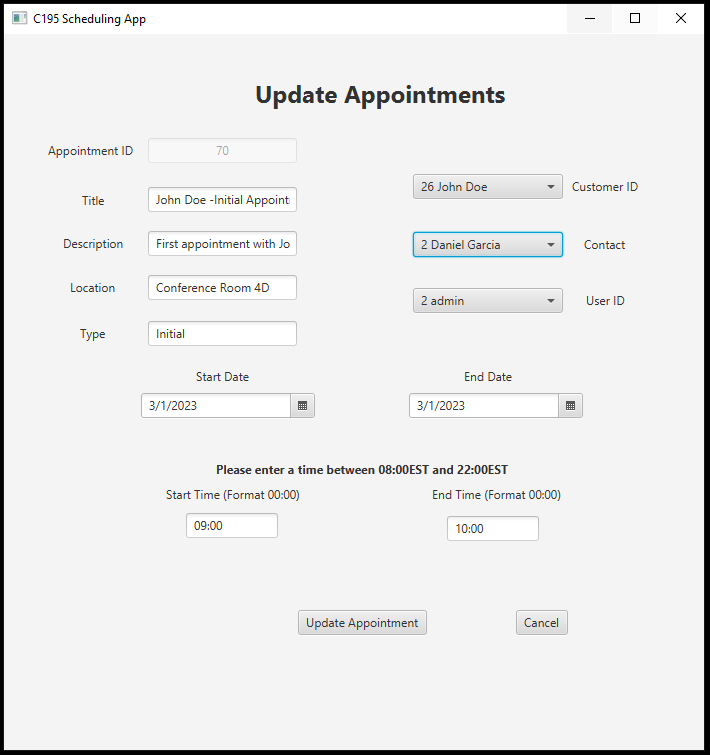 C195 Scheduling App
Update Appointments
Appointment ID 70
26 John Doe Customer ID
Title John Doe -Initial Appoint
Description First appointment with Jo
2 Daniel Garcia Contact
Location Conference Room 4D
2 admin User ID
Type Initial
Start Date End Date
3/1/2023 3/1/2023
Please enter a time between 08:00EST and 22:00EST
Start Time (Format 00:00) End Time (Format 00:00)
09:00 10:00
Update Appointment Cancel